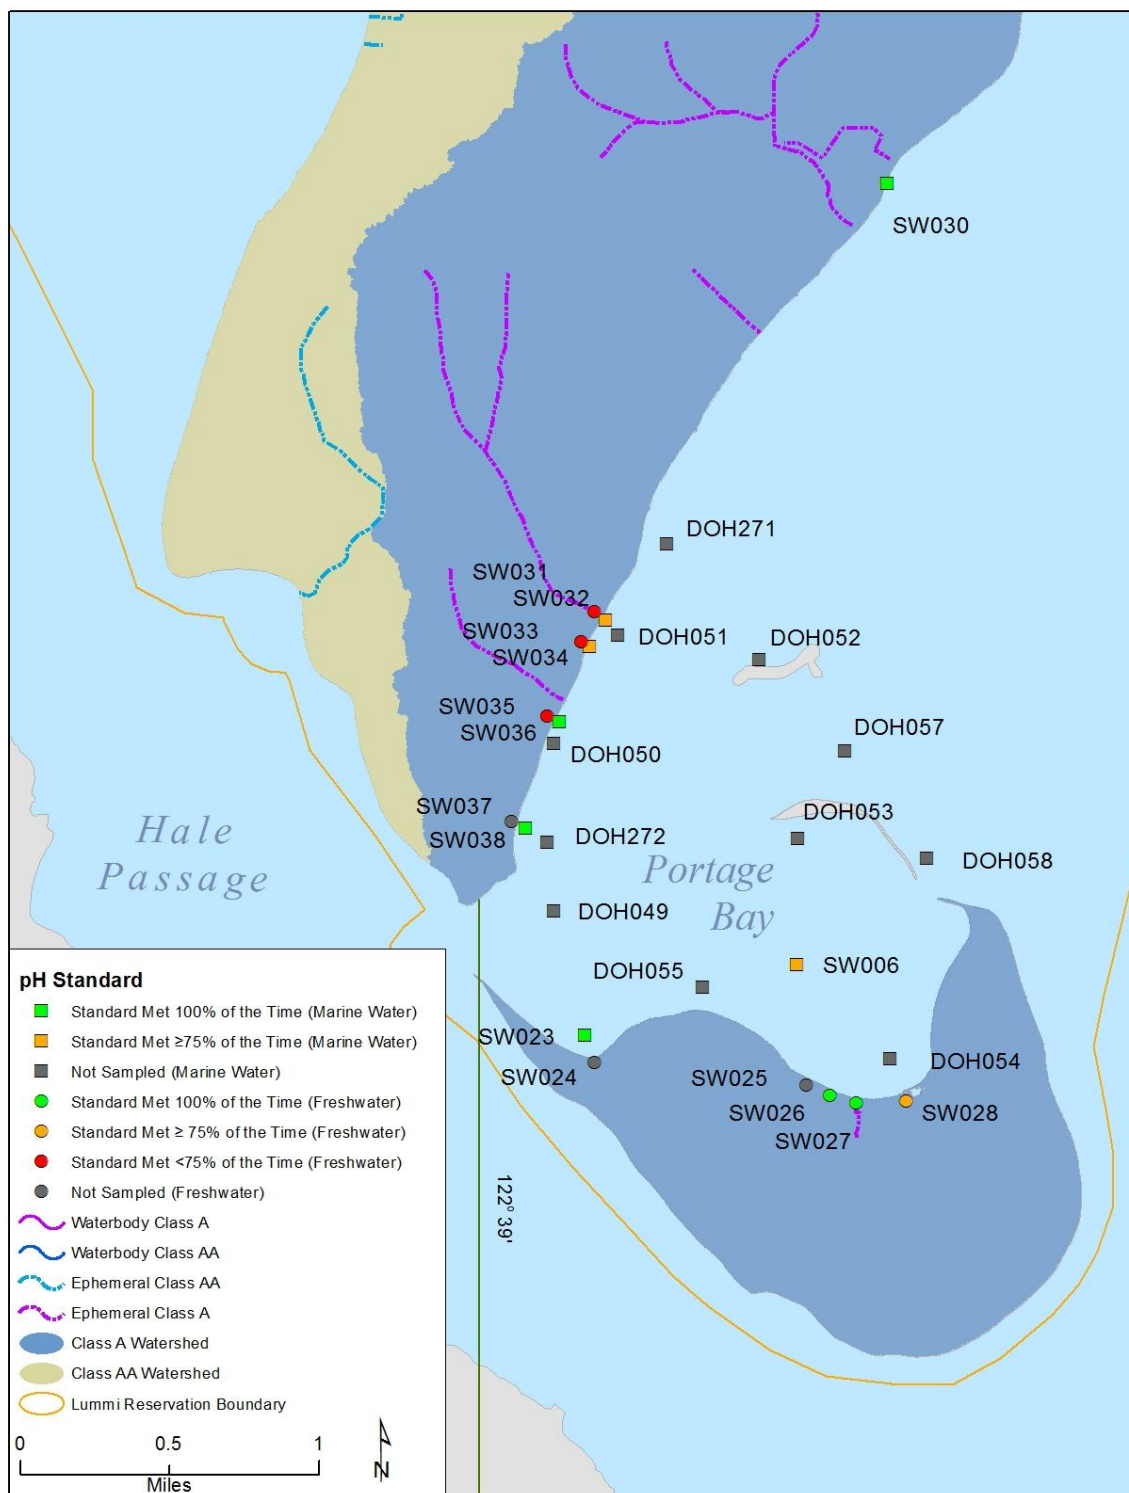 SW030
DOH271
SW031
SW032
DOH051
SW033
SW034
DOH052
SW035
SW036
DOH050
DOH057
SW037
SW038
DOH272
DOH053
DOH058
Hale
Passage
Portage
Bay
DOH049
DOH055
SW006
SW023
SW024
SW025
DOH054
SW026
SW027
SW028
122° 39'
pH Standard
Standard Met 100% of the Time (Marine Water)
Standard Met ≥75% of the Time (Marine Water)
Not Sampled (Marine Water)
Standard Met 100% of the Time (Freshwater)
Standard Met ≥ 75% of the Time (Freshwater)
Standard Met <75% of the Time (Freshwater)
Not Sampled (Freshwater)
Waterbody Class A
Waterbody Class AA
Ephemeral Class AA
Ephemeral Class A
Class A Watershed
Class AA Watershed
Lummi Reservation Boundary
0 0.5 1
Miles
N